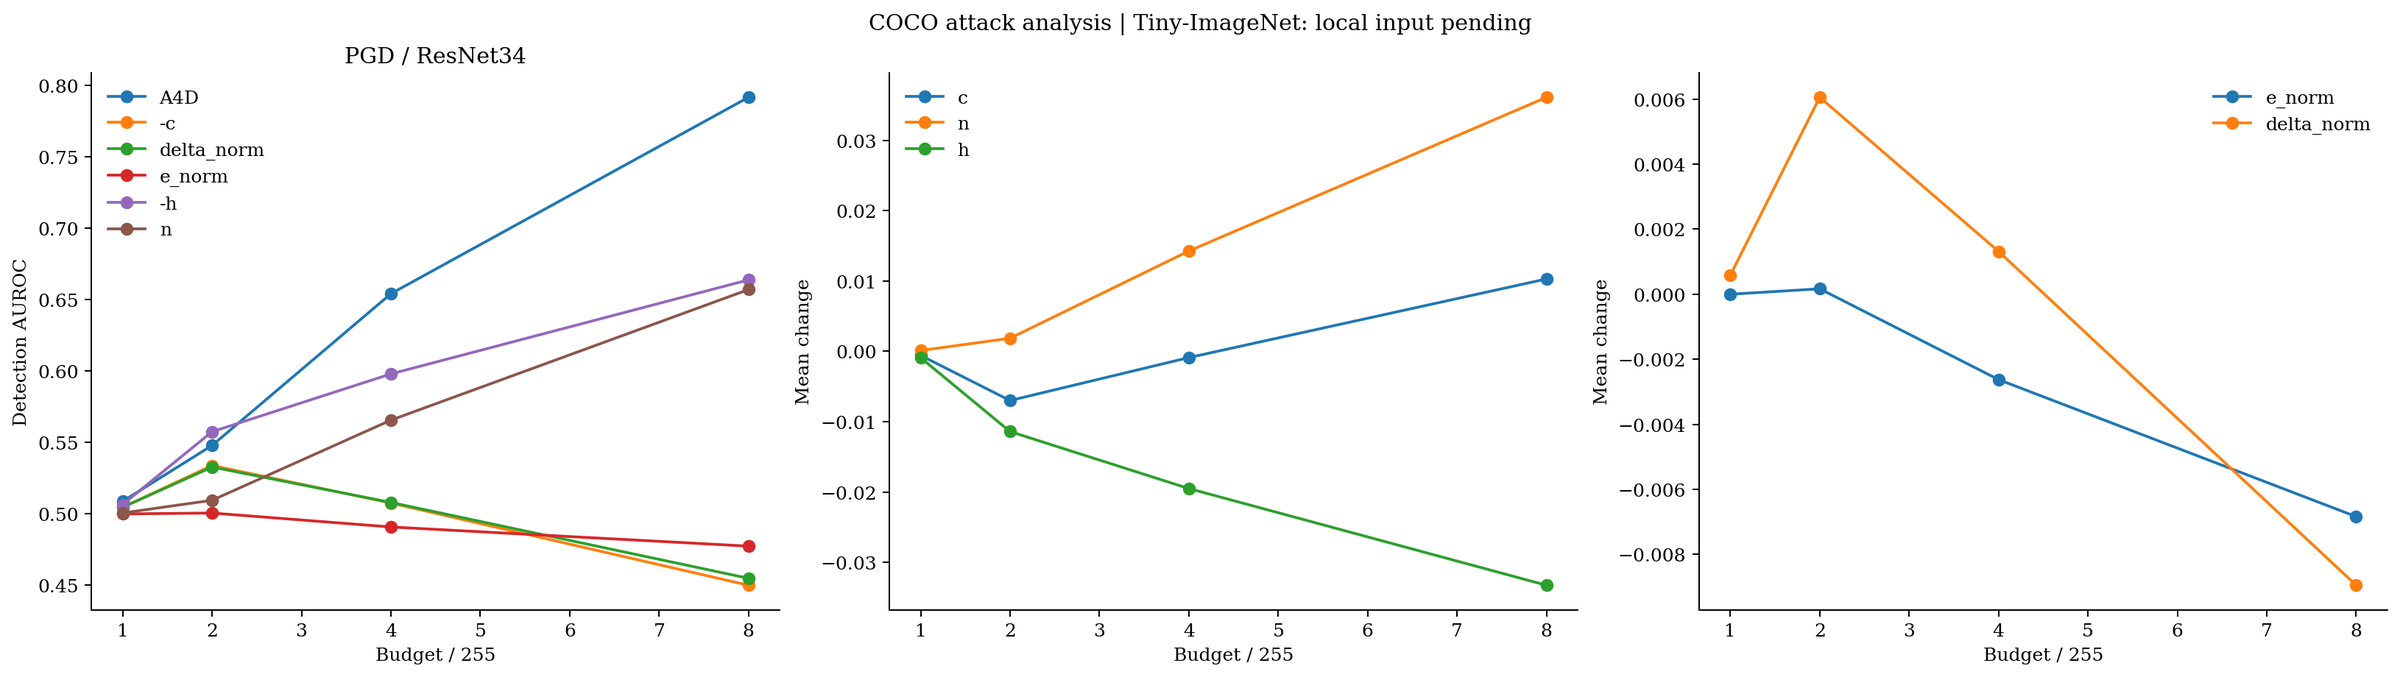 COCO attack analysis | Tiny-ImageNet: local input pending
PGD / ResNet34
Detection AUROC
0.80
0.75
0.70
0.65
0.60
0.55
0.50
0.45
A4D
-c
delta_norm
e_norm
-h
n
1 2 3 4 5 6 7 8
Budget / 255
Mean change
0.03
0.02
0.01
0.00
−0.01
−0.02
−0.03
c
n
h
1 2 3 4 5 6 7 8
Budget / 255
Mean change
0.006
0.004
0.002
0.000
−0.002
−0.004
−0.006
−0.008
e_norm
delta_norm
1 2 3 4 5 6 7 8
Budget / 255